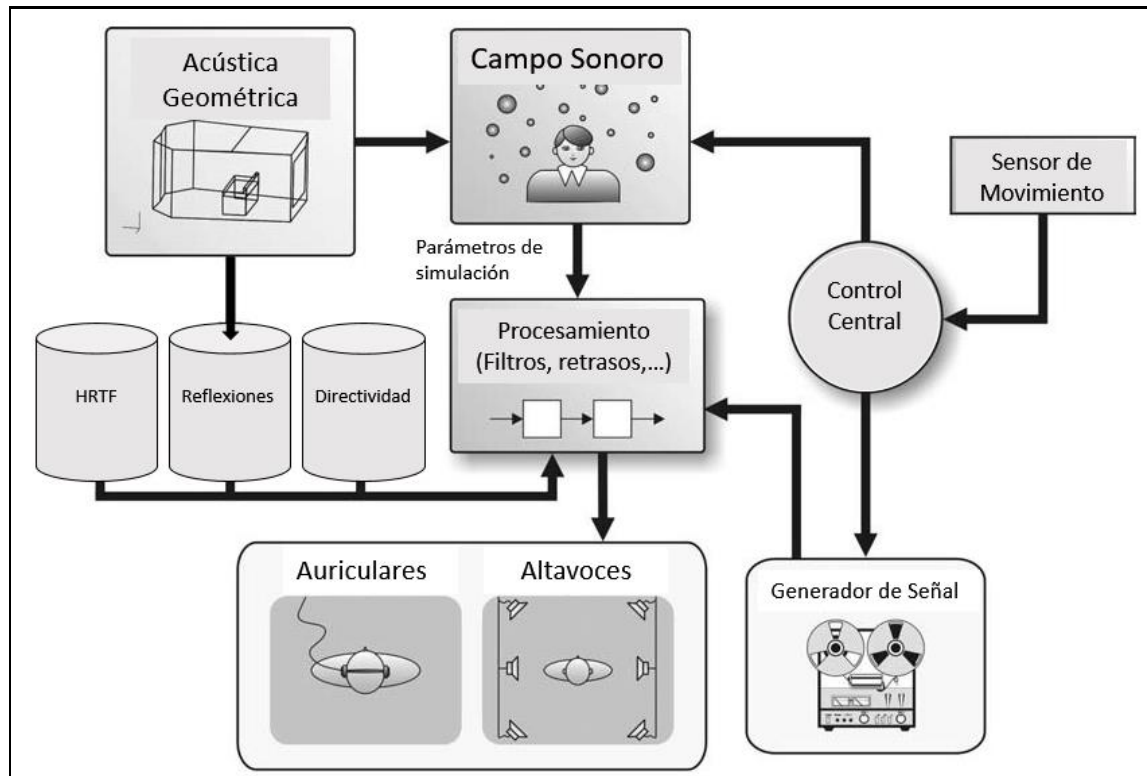 Acústica
Geométrica
Campo Sonoro
Sensor de
Movimiento
Parámetros de
simulación
Control
Central
Procesamiento
(Filtros, retrasos,...)
HRTF
Reflexiones
Directividad
Auriculares
Altavoces
Generador de Señal